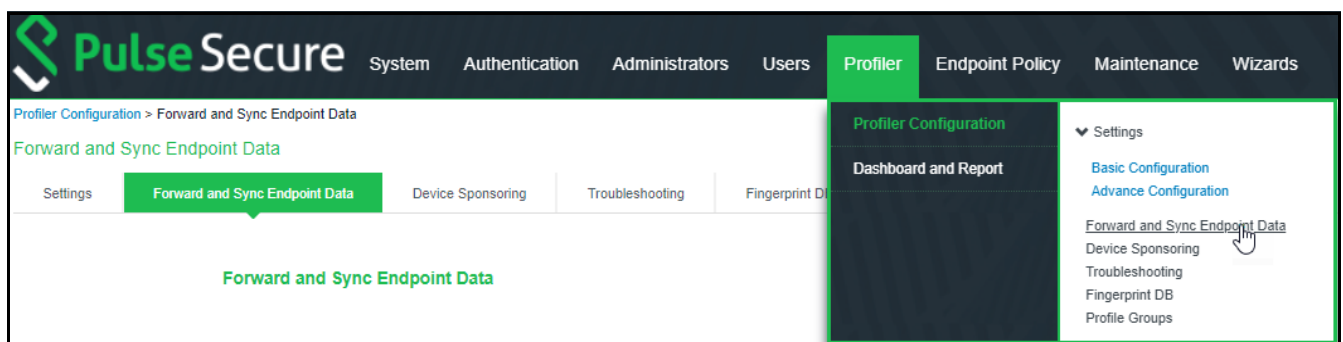 Pulse Secure System Authentication Administrators Users Profiler Endpoint Policy Maintenance Wizards
Profiler Configuration > Forward and Sync Endpoint Data
Forward and Sync Endpoint Data
Settings Forward and Sync Endpoint Data Device Sponsoring Troubleshooting Fingerprint
Forward and Sync Endpoint Data
Profiler Configuration
Dashboard and Report
Settings
Basic Configuration
Advance Configuration
Forward and Sync Endpoint Data
Device Sponsoring
Troubleshooting
Fingerprint DB
Profile Groups